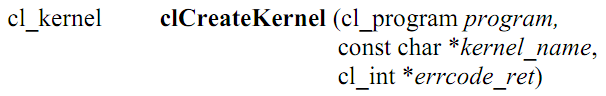 cl_kernel clCreateKernel (cl_program program,
const char *kernel_name,
cl_int *errcode_ret)